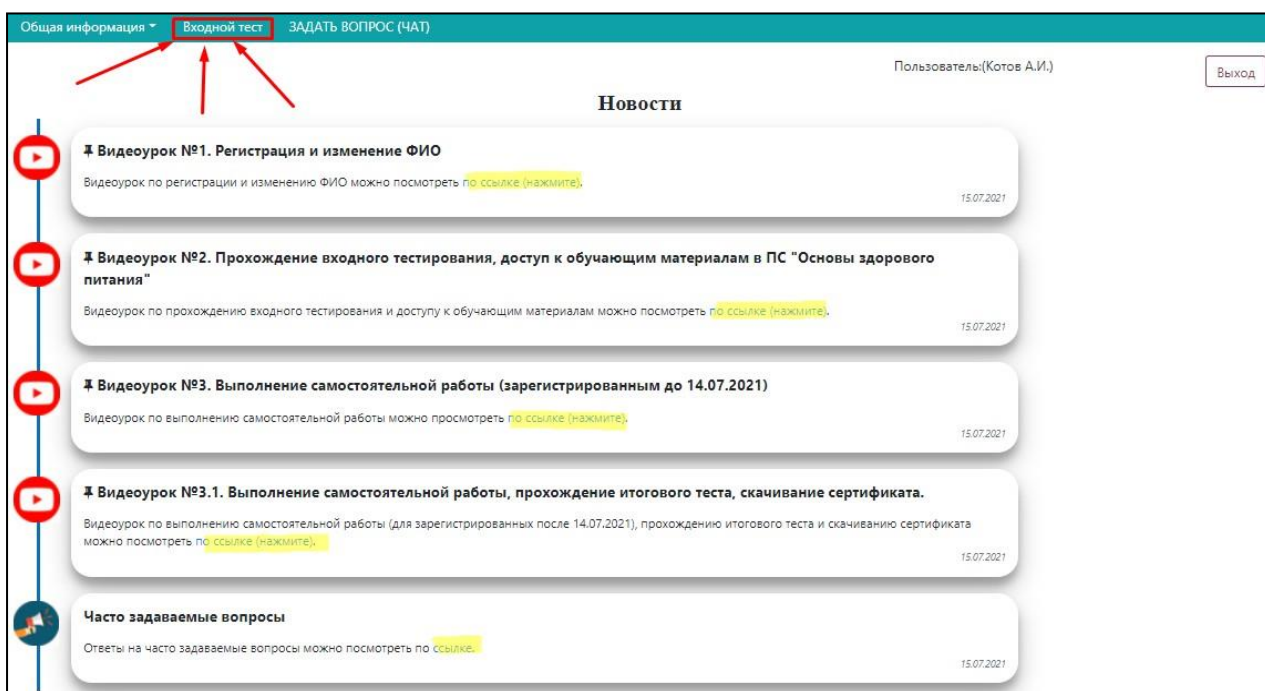 Общая информация Входной тест ЗАДАТЬ ВОПРОС (ЧАТ)
Пользователь:(Котов А.И.)
Выход
Новости
Видеоурок №1. Регистрация и изменение ФИО
Видеоурок по регистрации и изменению ФИО можно посмотреть по ссылке (нажмите).
15.07.2021
Видеоурок №2. Прохождение входного тестирования, доступ к обучающим материалам в ПС "Основы здорового
питания"
Видеоурок по прохождению входного тестирования и доступу к обучающим материалам можно посмотреть по ссылке (нажмите).
15.07.2021
Видеоурок №3. Выполнение самостоятельной работы (зарегистрированным до 14.07.2021)
Видеоурок по выполнению самостоятельной работы можно просмотреть по ссылке (нажмите).
15.07.2021
Видеоурок №3.1. Выполнение самостоятельной работы, прохождение итогового теста, скачивание сертификата.
Видеоурок по выполнению самостоятельной работы (для зарегистрированных после 14.07.2021), прохождению итогового теста и скачиванию сертификата
можно посмотреть по ссылке (нажмите).
15.07.2021
Часто задаваемые вопросы
Ответы на часто задаваемые вопросы можно посмотреть по ссылке.
15.07.2021